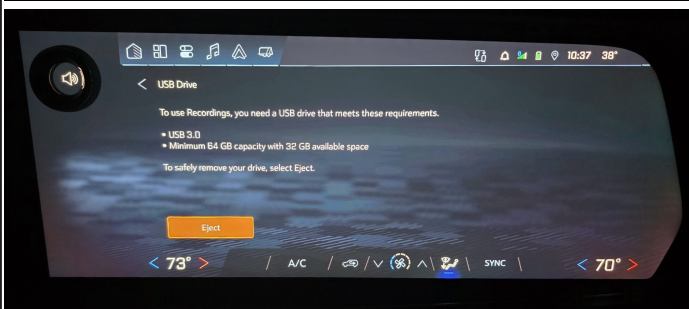 10:37 38°
USB Drive
To use Recordings, you need a USB drive that meets these requirements.
▪ USB 3.0
▪ Minimum 64 GB capacity with 32 GB available space
To safely remove your drive, select Eject.
Eject
< 73° > A/C SYNC < 70° >